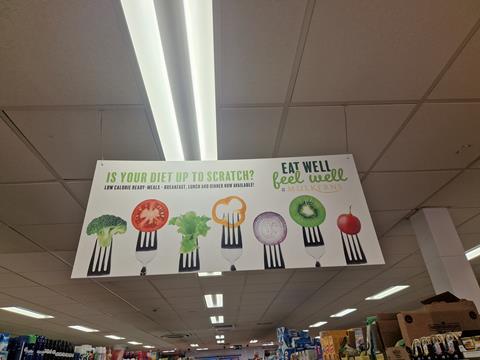 IS YOUR DIET UP TO SCRATCH?
LOW CALORIE READY-MEALS - BREAKFAST, LUNCH AND DINNER NOW AVAILABLE!
EAT WELL
feel well
@ MULKERNS